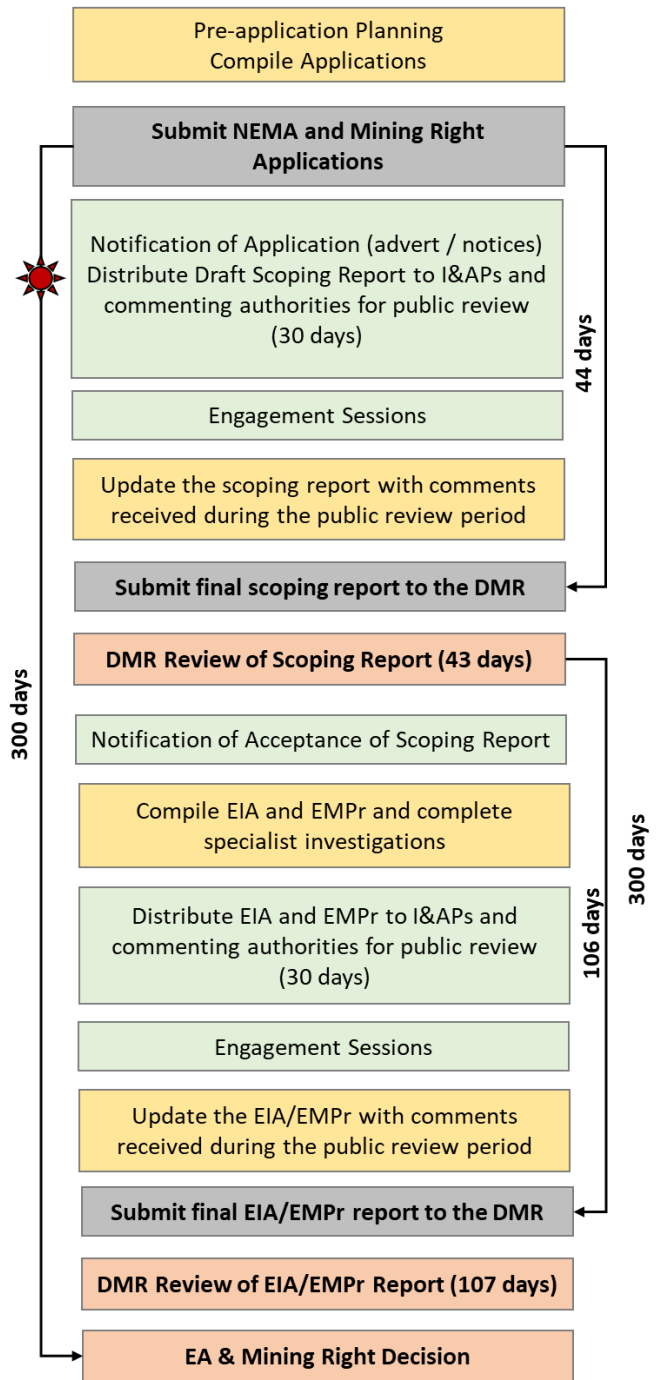 Pre-application Planning
Compile Applications
Submit NEMA and Mining Right
Applications
Notification of Application (advert / notices)
Distribute Draft Scoping Report to I&APs and
commenting authorities for public review
(30 days)
44 days
Engagement Sessions
Update the scoping report with comments
received during the public review period
Submit final scoping report to the DMR
DMR Review of Scoping Report (43 days)
300 days
Notification of Acceptance of Scoping Report
Compile EIA and EMPr and complete
specialist investigations
300 days
106 days
Distribute EIA and EMPr to I&APs and
commenting authorities for public review
(30 days)
Engagement Sessions
Update the EIA/EMPr with comments
received during the public review period
Submit final EIA/EMPr report to the DMR
DMR Review of EIA/EMPr Report (107 days)
EA & Mining Right Decision